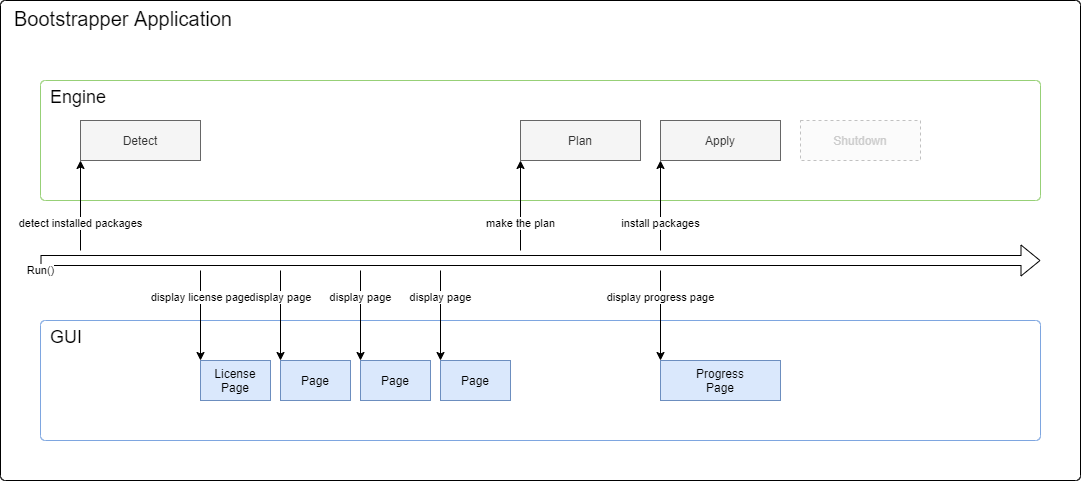 Bootstrapper Application
Engine
Detect
Plan
Apply
Shutdown
detect installed packages
make the plan
install packages
Run()
display license page
display page
display page
display page
display progress page
GUI
License
Page
Page
Page
Page
Progress
Page